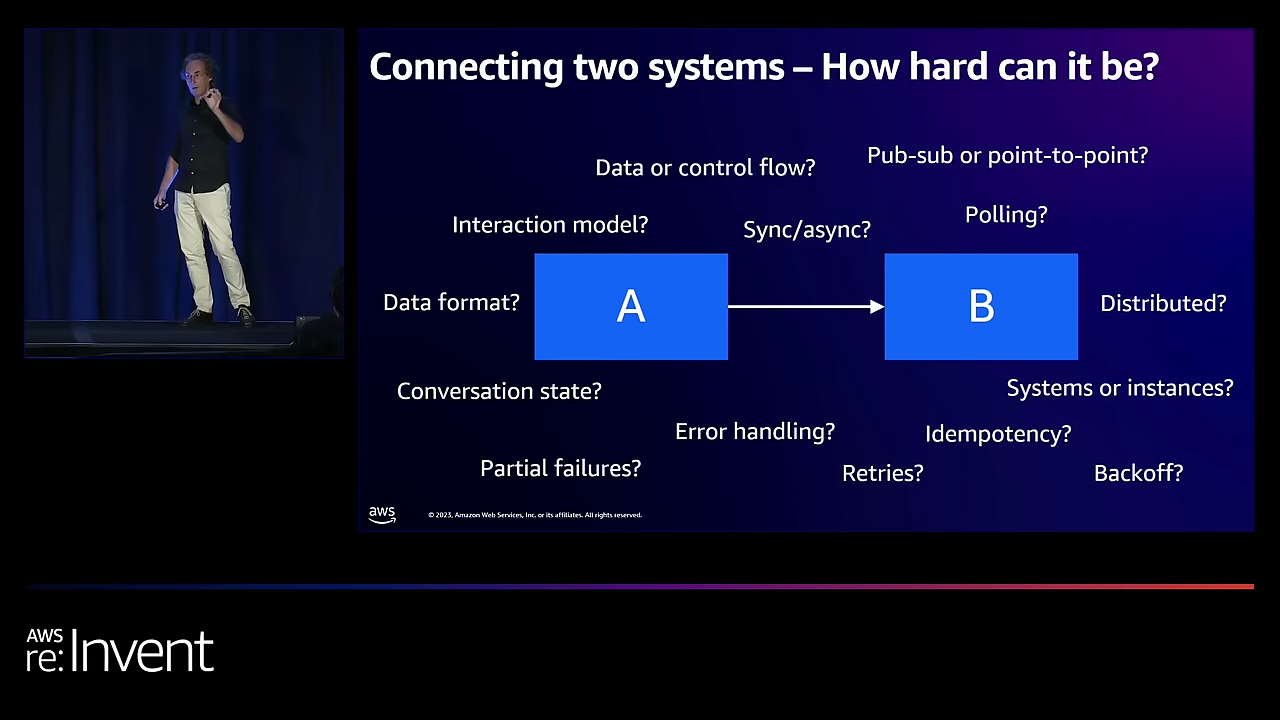 Connecting two systems – How hard can it be?
Data or control flow?
Pub-sub or point-to-point?
Interaction model?
Sync/async?
Polling?
Data format?
A
B
Distributed?
Conversation state?
Systems or instances?
Error handling?
Idempotency?
Partial failures?
Retries?
Backoff?
aws
© 2023, Amazon Web Services, Inc. or its affiliates. All rights reserved.
AWS
re:Invent